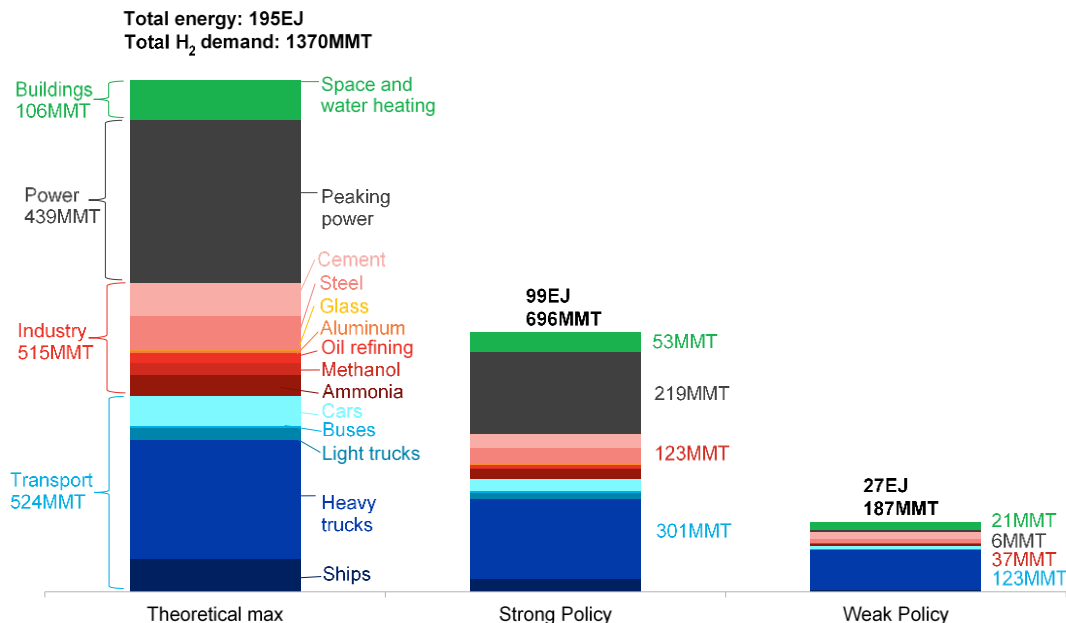 Total energy: 195EJ
Total H2 demand: 1370MMT
Buildings
106MMT
Space and
water heating
Power
439MMT
Peaking
power
Industry
515MMT
Cement
Steel
Glass
Aluminum
Oil refining
Methanol
Ammonia
Transport
524MMT
Cars
Buses
Light trucks
Heavy
trucks
Ships
99EJ
696MMT
53MMT
219MMT
123MMT
301MMT
27EJ
187MMT
21MMT
6MMT
37MMT
123MMT
Theoretical max
Strong Policy
Weak Policy